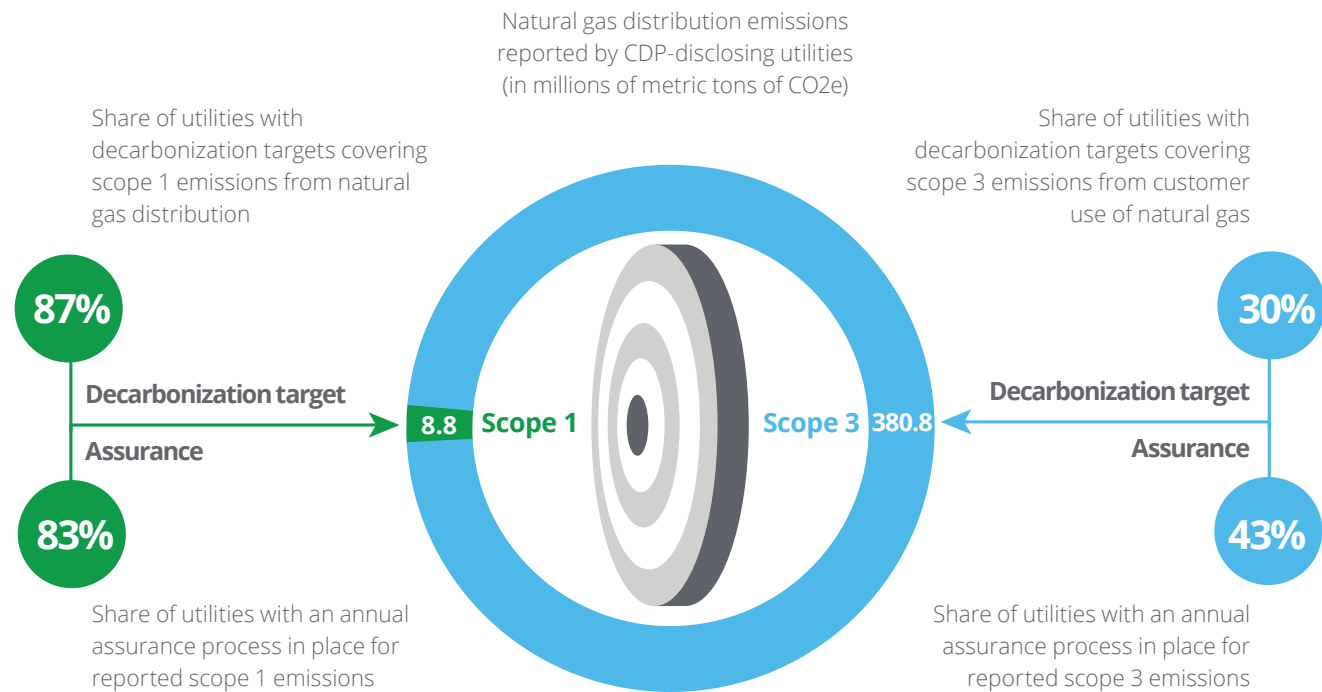 Natural gas distribution emissions
reported by CDP-disclosing utilities
(in millions of metric tons of CO2e)
Share of utilities with
decarbonization targets covering
scope 1 emissions from natural
gas distribution
87%
Decarbonization target
Assurance
83%
Share of utilities with an annual
assurance process in place for
reported scope 1 emissions
8.8
Scope 1
Scope 3
380.8
Share of utilities with
decarbonization targets covering
scope 3 emissions from customer
use of natural gas
30%
Decarbonization target
Assurance
43%
Share of utilities with an annual
assurance process in place for
reported scope 3 emissions